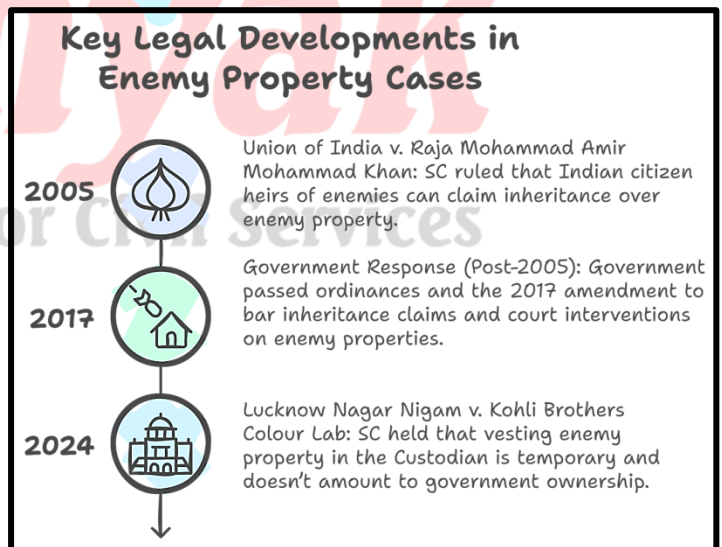 Key Legal Developments in
Enemy Property Cases
2005
Union of India v. Raja Mohammad Amir
Mohammad Khan: SC ruled that Indian citizen
heirs of enemies can claim inheritance over
enemy property.
2017
Government Response (Post-2005): Government
passed ordinances and the 2017 amendment to
bar inheritance claims and court interventions
on enemy properties.
2024
Lucknow Nagar Nigam v. Kohli Brothers
Colour Lab: SC held that vesting enemy
property in the Custodian is temporary and
doesn't amount to government ownership.